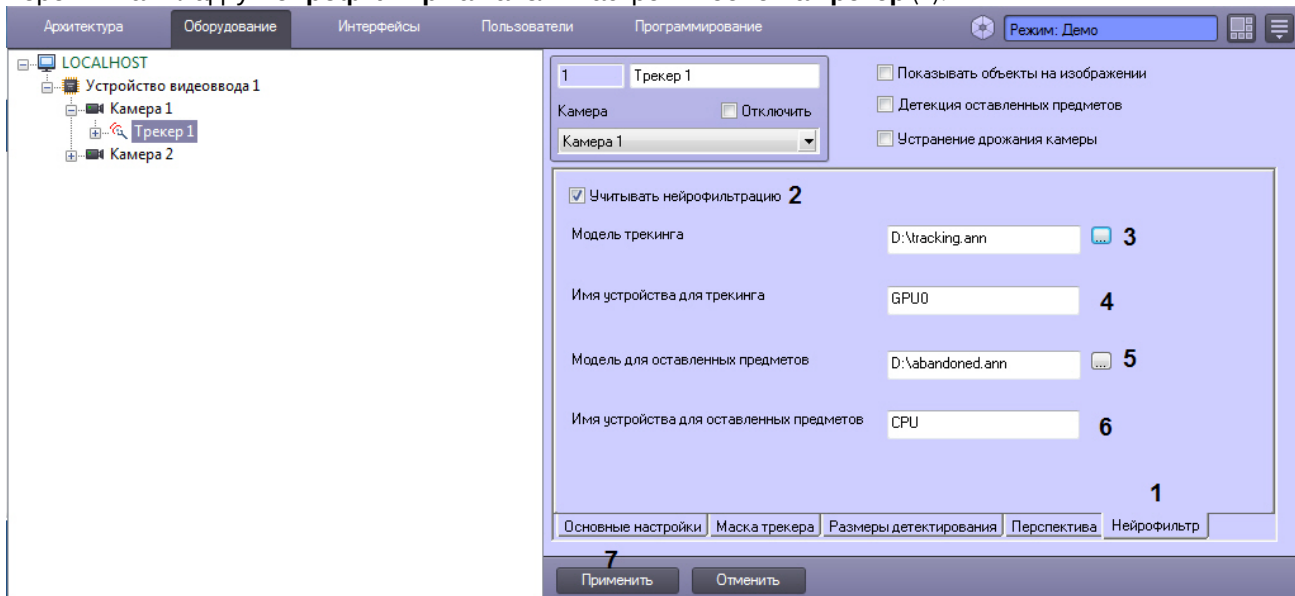 Архитектура Оборудование Интерфейсы Пользователи Программирование Режим: Демо
LOCALHOST
Устройство видеоввода 1
Камера 1
Трекер 1
Камера 2
1 Трекер 1
Камера Отключить
Камера 1
Показывать объекты на изображении
Детекция оставленных предметов
Устранение дрожания камеры
Учитывать нейрофильтрацию 2
Модель трекинга D:\tracking.ann ... 3
Имя устройства для трекинга GPU0 4
Модель для оставленных предметов D:\abandoned.ann ... 5
Имя устройства для оставленных предметов CPU 6
1
Основные настройки Маска трекера Размеры детектирования Перспектива Нейрофильтр
7
Применить Отменить